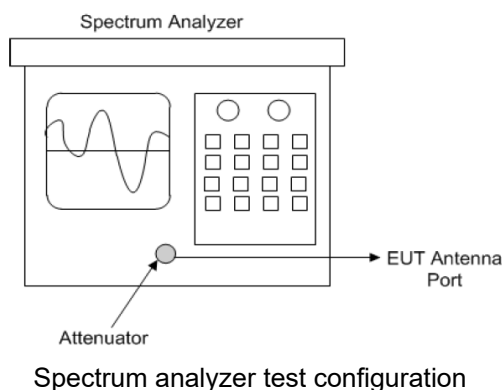 Spectrum Analyzer
EUT Antenna
Port
Attenuator
Spectrum analyzer test configuration